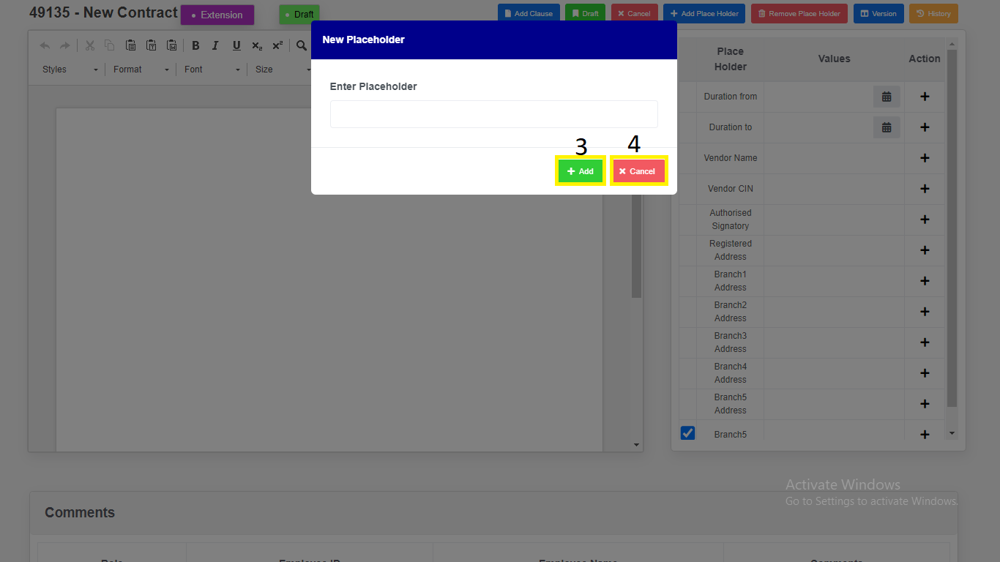 49135 - New Contract
Extension
Draft
Add Clause
Draft
Cancel
Add Place Holder
Remove Place Holder
Version
History
New Placeholder
Styles
Format
Font
Size
Enter Placeholder
3
4
Add
Cancel
Place
Holder
Values
Action
Duration from
Duration to
Vendor Name
Vendor CIN
Authorised
Signatory
Registered
Address
Branch1
Address
Branch2
Address
Branch3
Address
Branch4
Address
Branch5
Address
Branch5
Activate Windows
Go to Settings to activate Windows.
Comments
Role
Employee ID
Employee Name
Comments